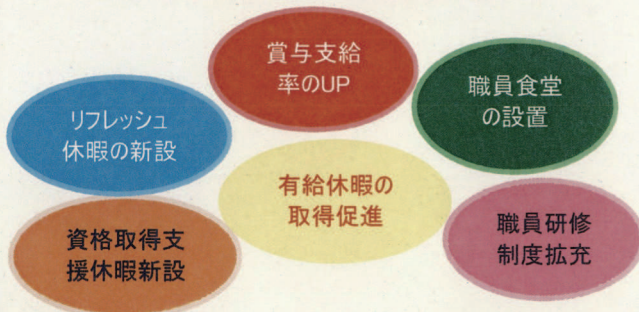 賞与支給
率のUP
職員食堂
の設置
リフレッシュ
休暇の新設
有給休暇の
取得促進
資格取得支
援休暇新設
職員研修
制度拡充